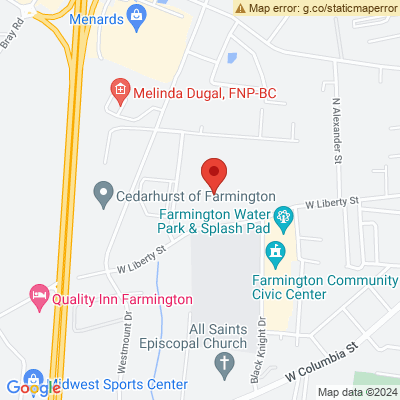 Map error: g.co/staticmaperror
Menards
Bray Rd
Melinda Dugal, FNP-BC
N Alexander St
Cedarhurst of Farmington
W Liberty St
Farmington Water
Park & Splash Pad
W Liberty St
Farmington Community
Civic Center
Quality Inn Farmington
Westmount Dr
All Saints
Episcopal Church
Black Knight Dr
W Columbia St
Google
Midwest Sports Center
Map data ©2024